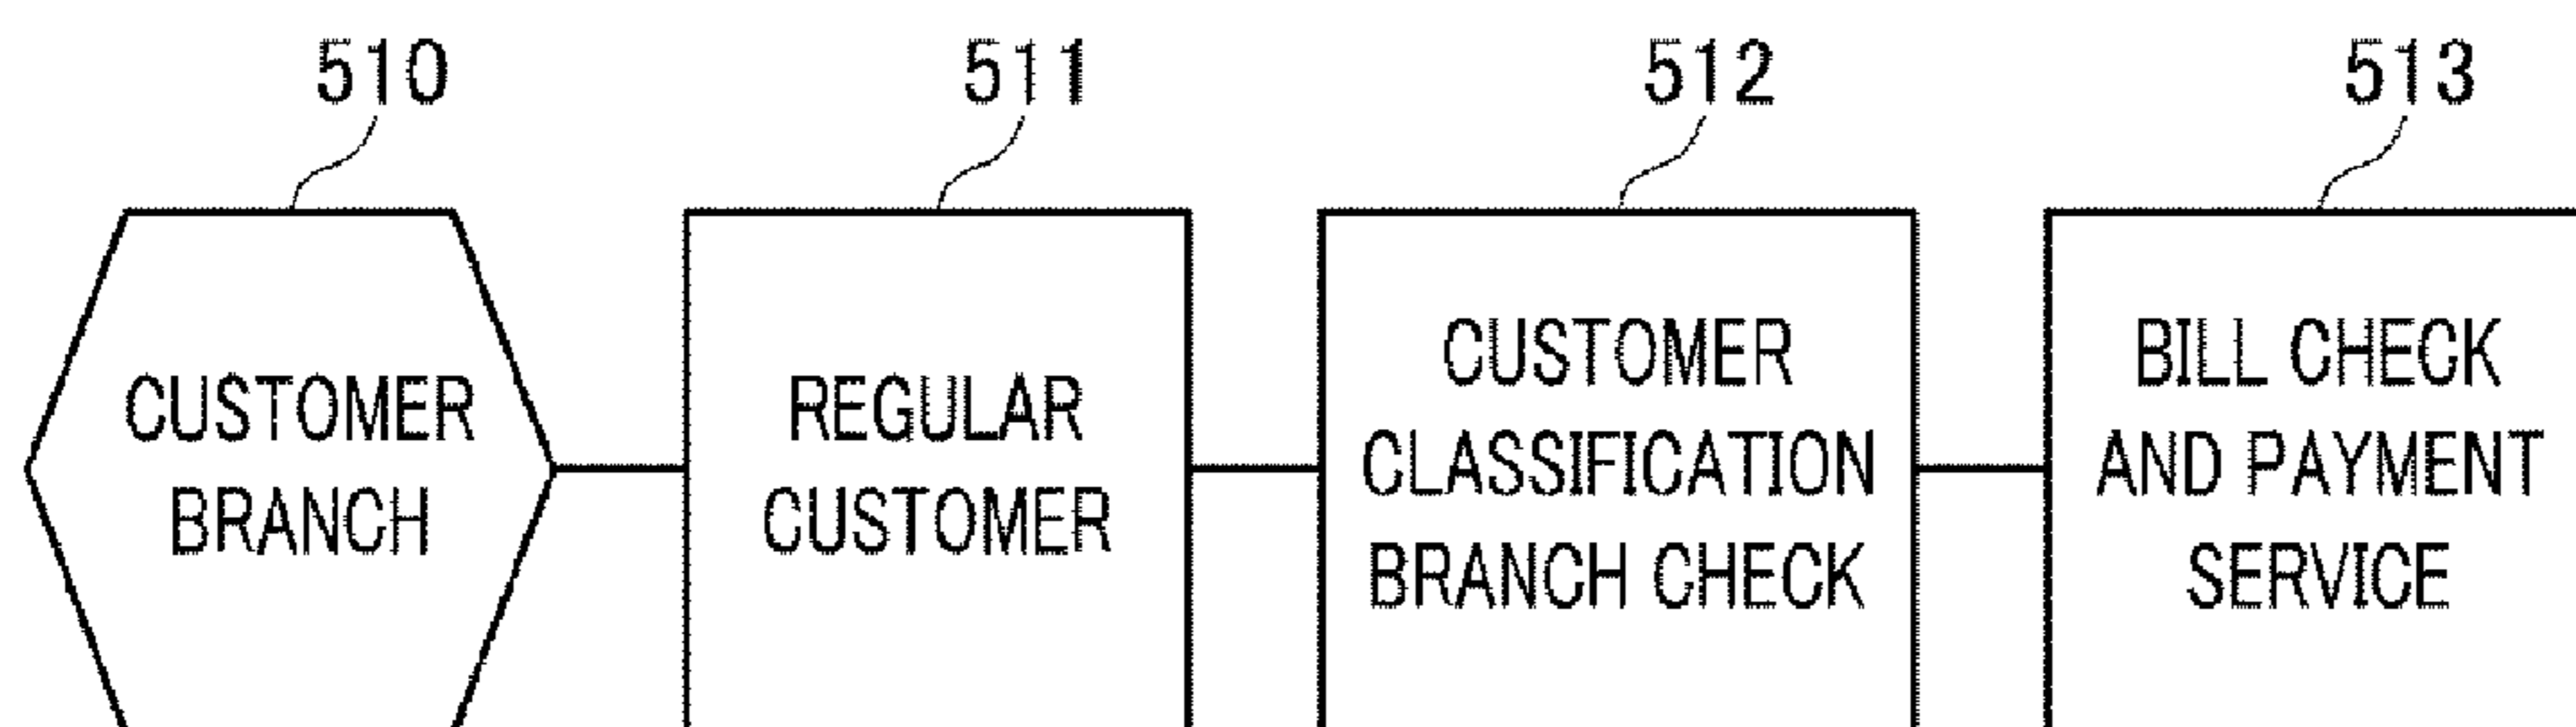 510
511
512
513
CUSTOMER
BRANCH
REGULAR
CUSTOMER
CUSTOMER
CLASSIFICATION
BRANCH CHECK
BILL CHECK
AND PAYMENT
SERVICE